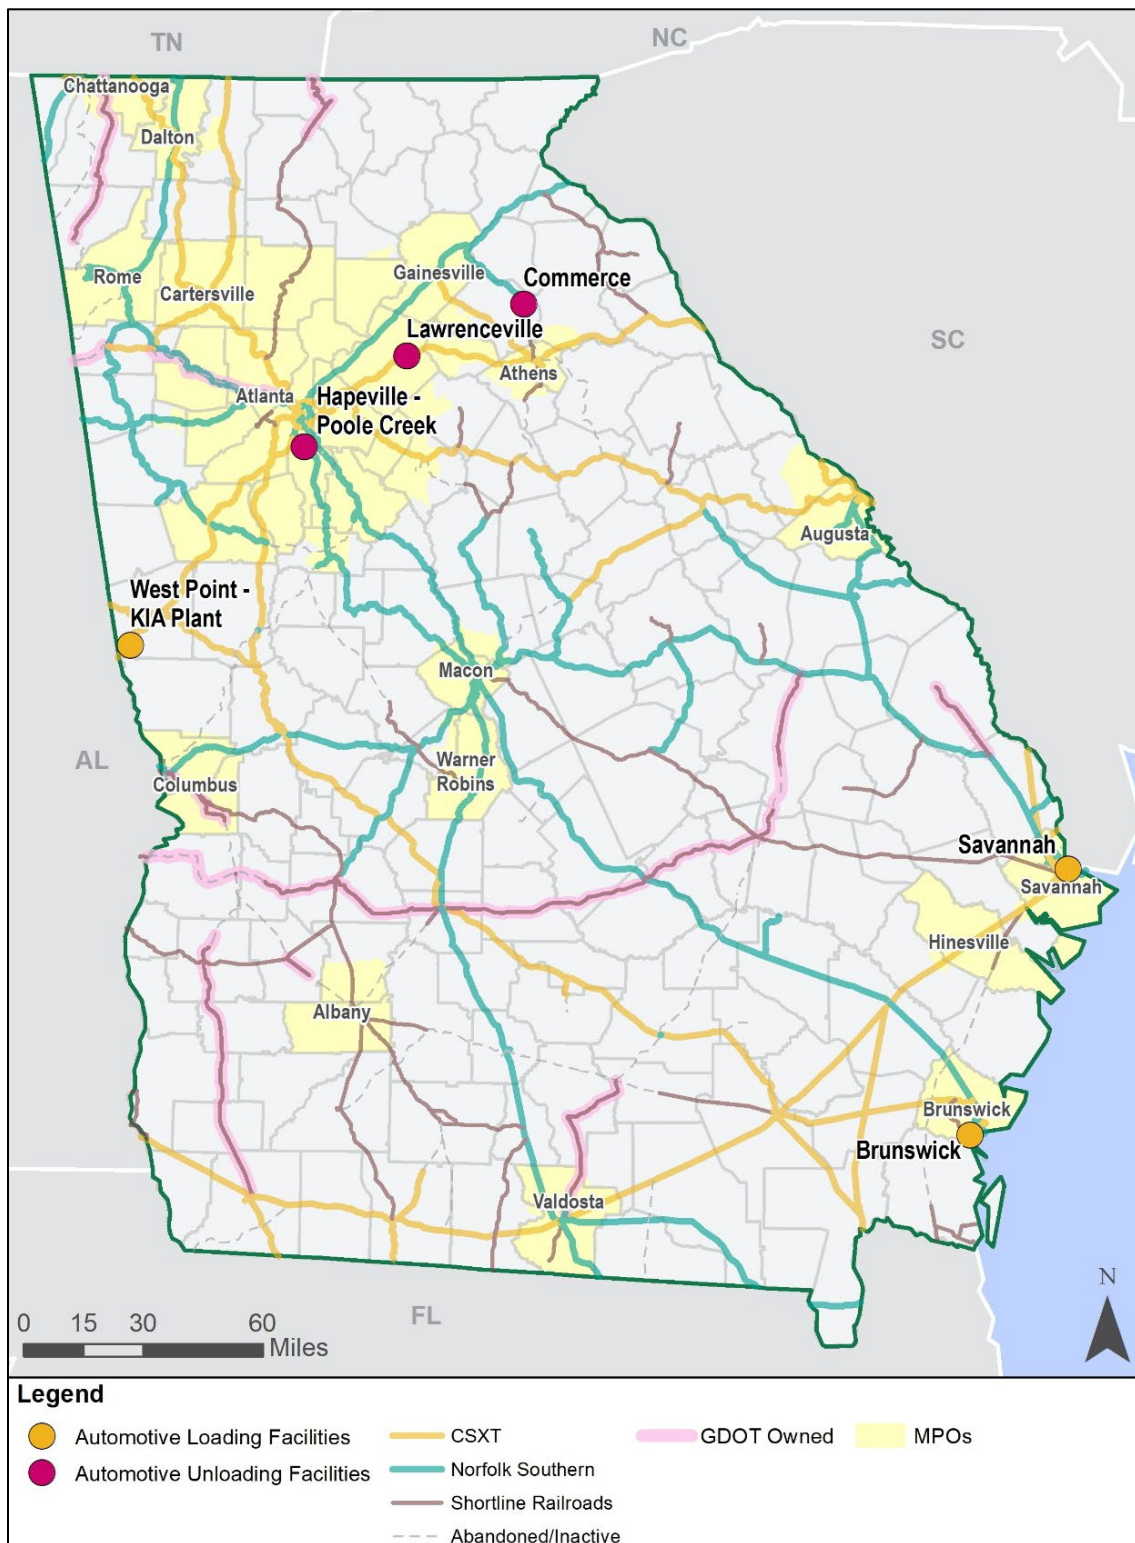 TN
NC
Chattanooga
Dalton
Rome
Cartersville
Gainesville
Commerce
Lawrenceville
SC
Athens
Atlanta
Hapeville -
Poole Creek
Augusta
West Point -
KIA Plant
Macon
AL
Columbus
Warner
Robins
Savannah
Savannah
Hinesville
Albany
Brunswick
Brunswick
Valdosta
N
FL
0 15 30 60
Miles
Legend
Automotive Loading Facilities
Automotive Unloading Facilities
CSXT
Norfolk Southern
Shortline Railroads
Abandoned/Inactive
GDOT Owned
MPOs